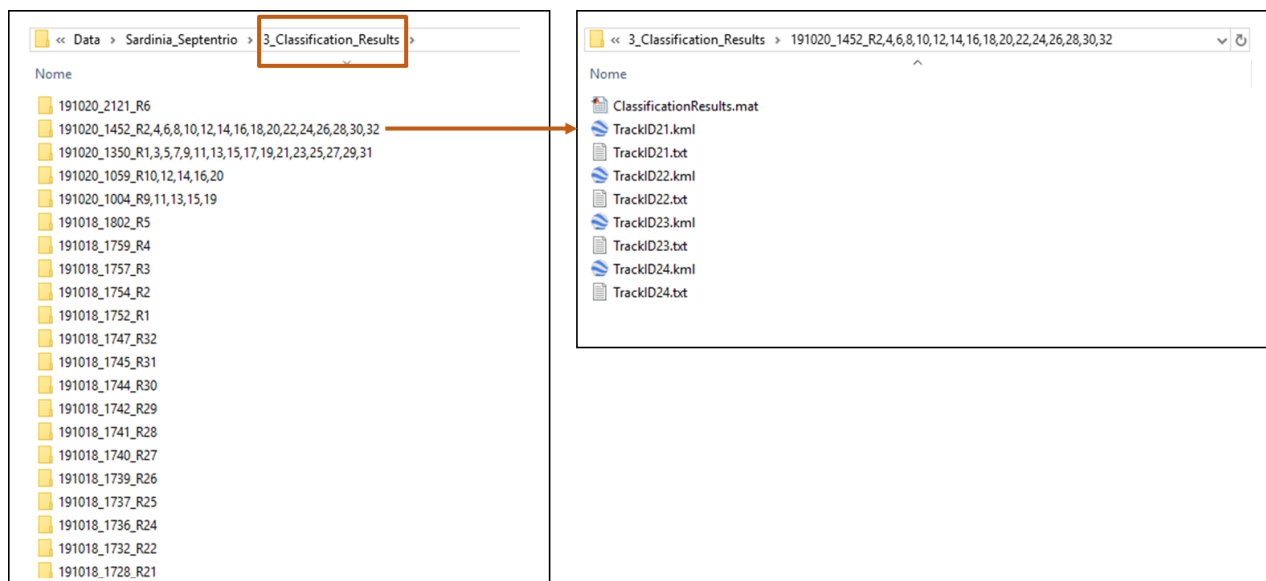 « Data > Sardinia_Septentrio > 3_Classification_Results >
Nome
191020_2121_R6
191020_1452_R2,4,6,8,10,12,14,16,18,20,22,24,26,28,30,32
191020_1350_R1,3,5,7,9,11,13,15,17,19,21,23,25,27,29,31
191020_1059_R10,12,14,16,20
191020_1004_R9,11,13,15,19
191018_1802_R5
191018_1759_R4
191018_1757_R3
191018_1754_R2
191018_1752_R1
191018_1747_R32
191018_1745_R31
191018_1744_R30
191018_1742_R29
191018_1741_R28
191018_1740_R27
191018_1739_R26
191018_1737_R25
191018_1736_R24
191018_1732_R22
191018_1728_R21
« 3_Classification_Results > 191020_1452_R2,4,6,8,10,12,14,16,18,20,22,24,26,28,30,32
Nome
ClassificationResults.mat
TrackID21.kml
TrackID21.txt
TrackID22.kml
TrackID22.txt
TrackID23.kml
TrackID23.txt
TrackID24.kml
TrackID24.txt